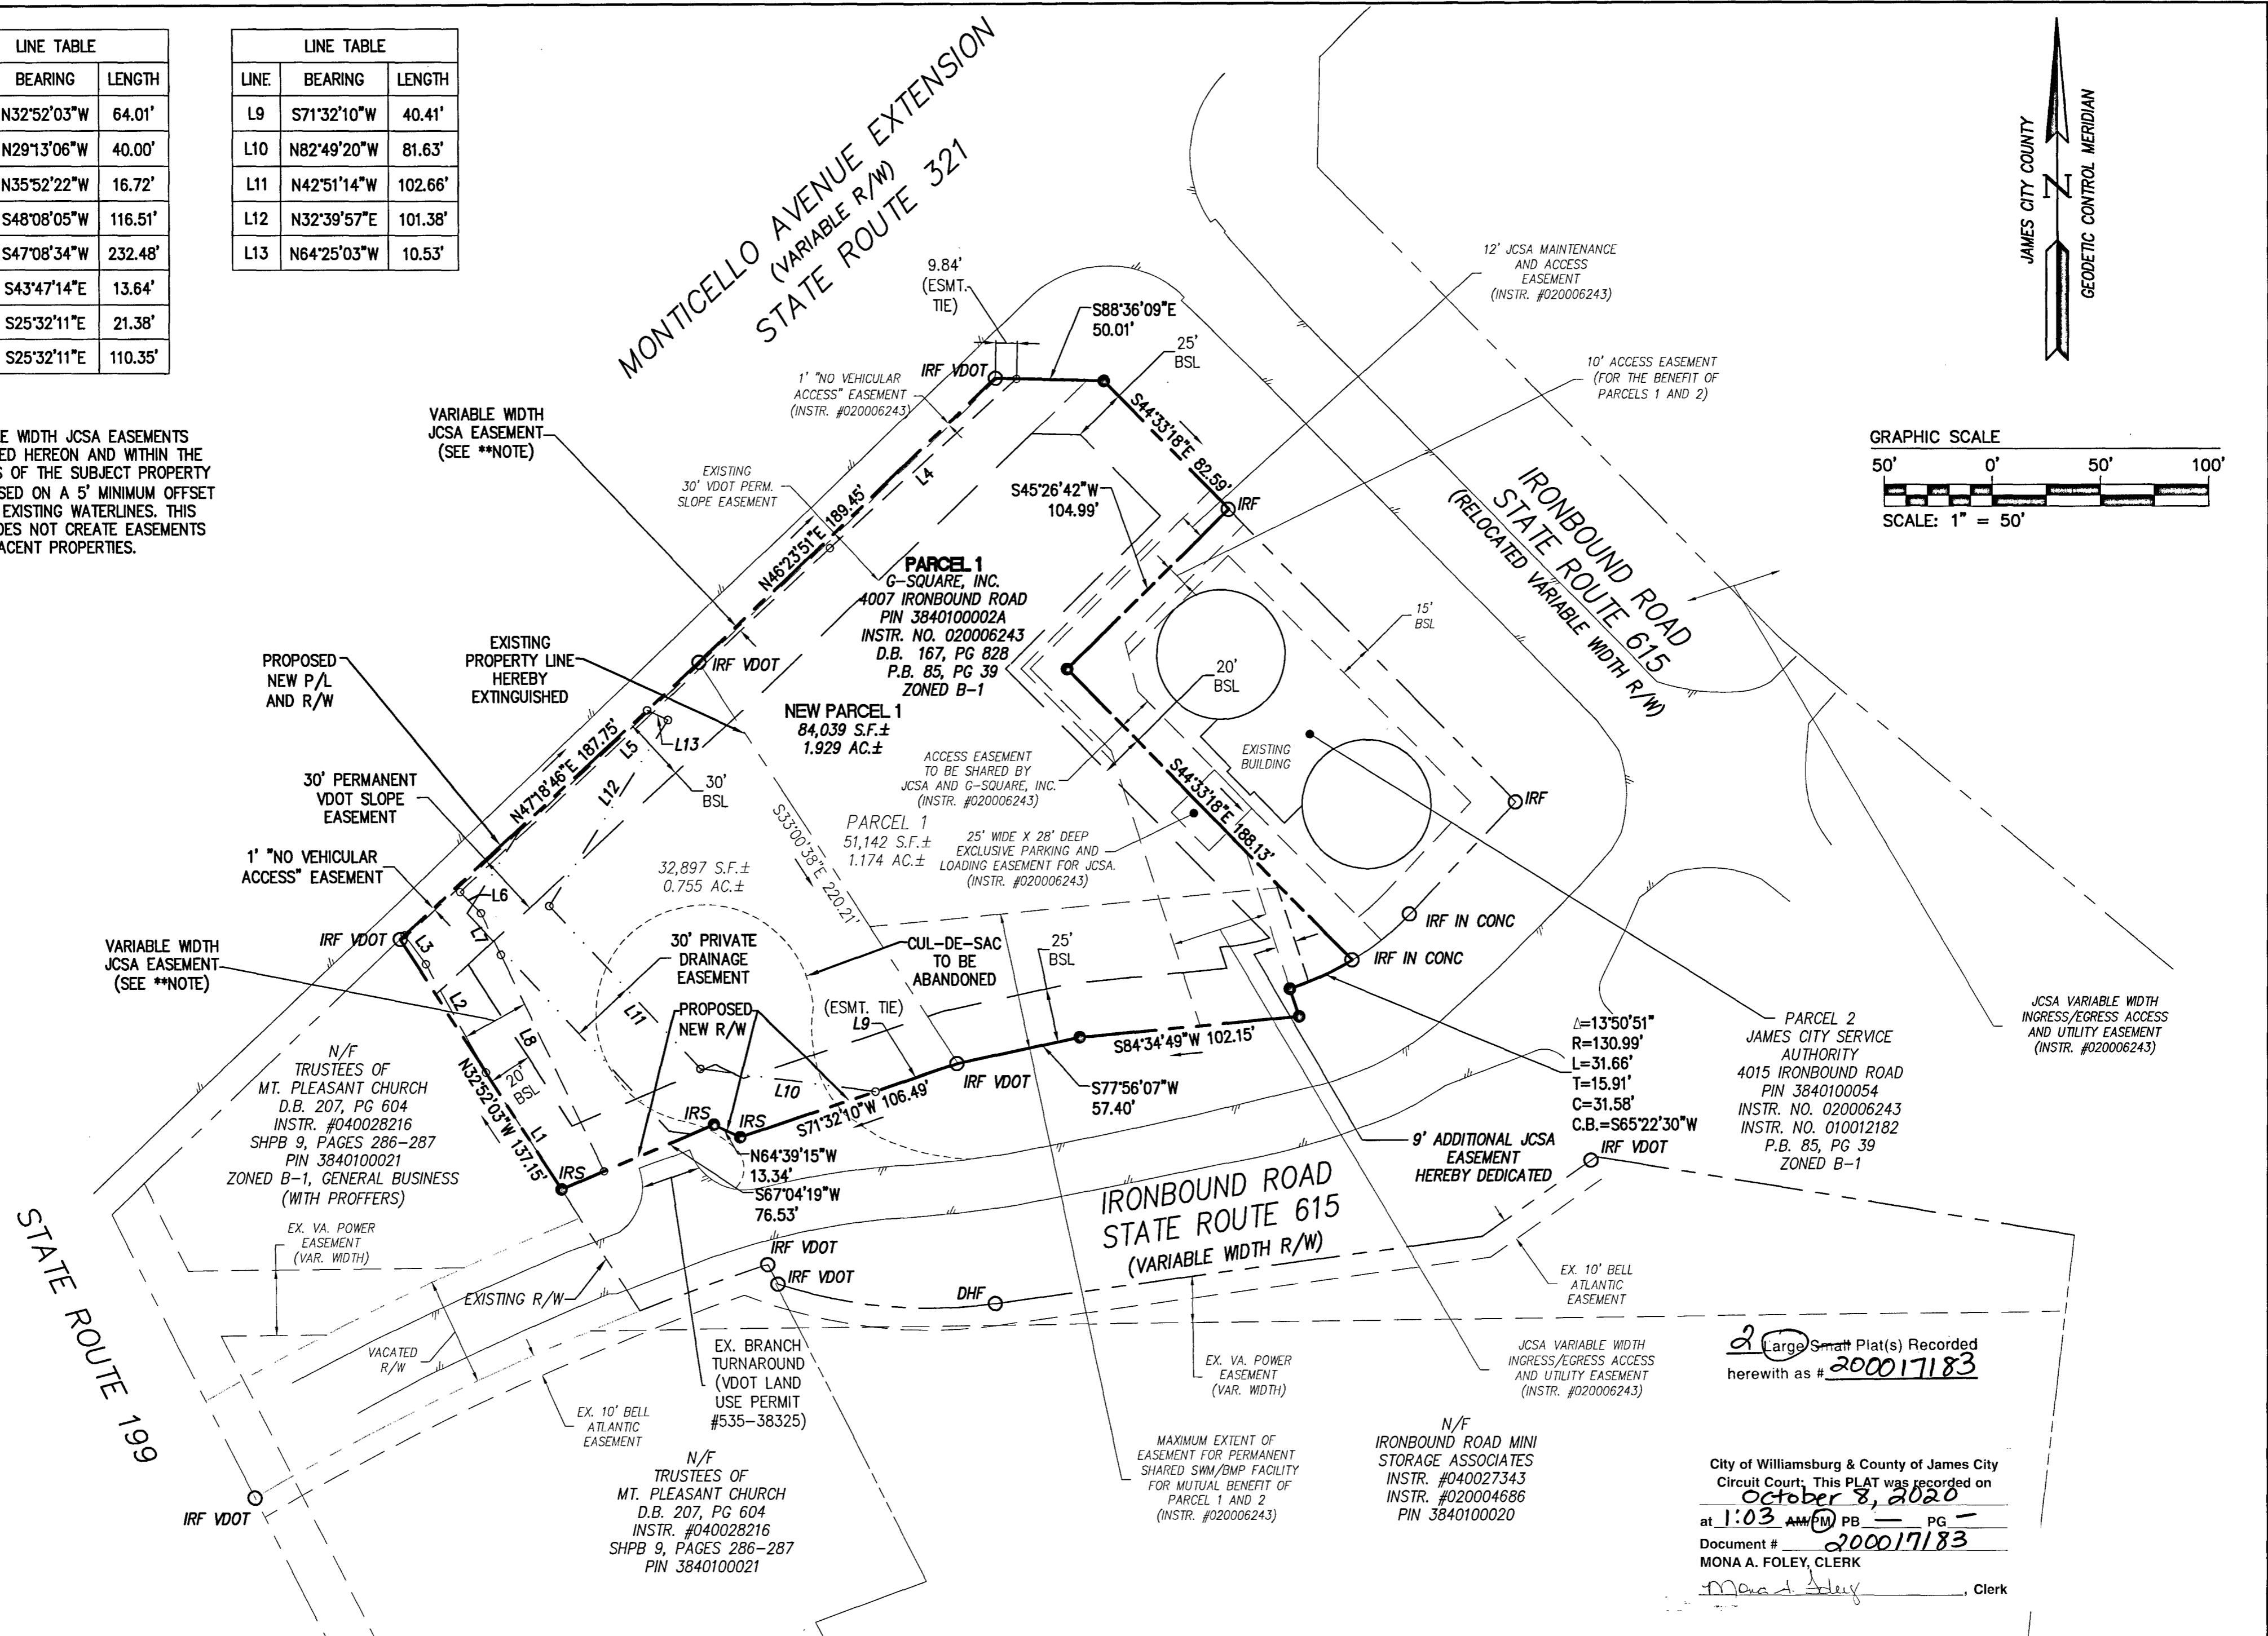 LINE TABLE
BEARING LENGTH
N32°52'03"W 64.01'
N29°13'06"W 40.00'
N35°52'22"W 16.72'
S48°08'05"W 116.51'
S47°08'34"W 232.48'
S43°47'14"E 13.64'
S25°32'11"E 21.38'
S25°32'11"E 110.35'
LINE TABLE
LINE BEARING LENGTH
L9 S71°32'10"W 40.41'
L10 N82°49'20"W 81.63'
L11 N42°51'14"W 102.66'
L12 N32°39'57"E 101.38'
L13 N64°25'03"W 10.53'
E WIDTH JCSA EASEMENTS
ED HEREON AND WITHIN THE
S OF THE SUBJECT PROPERTY
SED ON A 5' MINIMUM OFFSET
EXISTING WATERLINES. THIS
OES NOT CREATE EASEMENTS
ACENT PROPERTIES.
MONTICELLO AVENUE EXTENSION
(VARIABLE R/W)
STATE ROUTE 321
JAMES CITY COUNTY
N
GEODETIC CONTROL MERIDIAN
GRAPHIC SCALE
50' 0' 50' 100'
SCALE: 1" = 50'
9.84'
(ESMT.
TIE)
S88°36'09"E
50.01'
25'
BSL
IRF VDOT
1' "NO VEHICULAR
ACCESS" EASEMENT
(INSTR. #020006243)
12' JCSA MAINTENANCE
AND ACCESS
EASEMENT
(INSTR. #020006243)
10' ACCESS EASEMENT
(FOR THE BENEFIT OF
PARCELS 1 AND 2)
VARIABLE WIDTH
JCSA EASEMENT
(SEE **NOTE)
EXISTING
30' VDOT PERM.
SLOPE EASEMENT
L4
N46°23'51"E 189.45'
S44°33'18"E 82.59'
IRF
S45°26'42"W
104.99'
IRONBOUND ROAD
STATE ROUTE 615
(RELOCATED VARIABLE WIDTH R/W)
PARCEL 1
G-SQUARE, INC.
4007 IRONBOUND ROAD
PIN 3840100002A
INSTR. NO. 020006243
D.B. 167, PG 828
P.B. 85, PG 39
ZONED B-1
15'
BSL
20'
BSL
PROPOSED
NEW P/L
AND R/W
EXISTING
PROPERTY LINE
HEREBY
EXTINGUISHED
IRF VDOT
NEW PARCEL 1
84,039 S.F.±
1.929 AC.±
L13
L5
L12
30'
BSL
N47°18'46"E 187.75'
30' PERMANENT
VDOT SLOPE
EASEMENT
1' "NO VEHICULAR
ACCESS" EASEMENT
ACCESS EASEMENT
TO BE SHARED BY
JCSA AND G-SQUARE, INC.
(INSTR. #020006243)
EXISTING
BUILDING
S44°33'18"E 188.13'
IRF
PARCEL 1
51,142 S.F.±
1.174 AC.±
25' WIDE X 28' DEEP
EXCLUSIVE PARKING AND
LOADING EASEMENT FOR JCSA.
(INSTR. #020006243)
S33°00'38"E 220.21'
32,897 S.F.±
0.755 AC.±
L6
L7
L3
L2
L8
L1
IRF VDOT
VARIABLE WIDTH
JCSA EASEMENT
(SEE **NOTE)
30' PRIVATE
DRAINAGE
EASEMENT
CUL-DE-SAC
TO BE
ABANDONED
25'
BSL
IRF IN CONC
IRF IN CONC
L11
PROPOSED
NEW R/W
(ESMT. TIE)
L9
L10
IRF VDOT
S84°34'49"W 102.15'
S77°56'07"W
57.40'
S71°32'10"W 106.49'
IRS
IRS
IRS
20'
BSL
N32°52'03"W 137.15'
N64°39'15"W
13.34'
S67°04'19"W
76.53'
N/F
TRUSTEES OF
MT. PLEASANT CHURCH
D.B. 207, PG 604
INSTR. #040028216
SHPB 9, PAGES 286-287
PIN 3840100021
ZONED B-1, GENERAL BUSINESS
(WITH PROFFERS)
Δ=13°50'51"
R=130.99'
L=31.66'
T=15.91'
C=31.58'
C.B.=S65°22'30"W
PARCEL 2
JAMES CITY SERVICE
AUTHORITY
4015 IRONBOUND ROAD
PIN 3840100054
INSTR. NO. 020006243
INSTR. NO. 010012182
P.B. 85, PG 39
ZONED B-1
JCSA VARIABLE WIDTH
INGRESS/EGRESS ACCESS
AND UTILITY EASEMENT
(INSTR. #020006243)
9' ADDITIONAL JCSA
EASEMENT
HEREBY DEDICATED
IRF VDOT
IRONBOUND ROAD
STATE ROUTE 615
(VARIABLE WIDTH R/W)
EX. VA. POWER
EASEMENT
(VAR. WIDTH)
STATE ROUTE 199
EXISTING R/W
IRF VDOT
IRF VDOT
DHF
EX. 10' BELL
ATLANTIC
EASEMENT
VACATED
R/W
EX. BRANCH
TURNAROUND
(VDOT LAND
USE PERMIT
#535-38325)
EX. VA. POWER
EASEMENT
(VAR. WIDTH)
JCSA VARIABLE WIDTH
INGRESS/EGRESS ACCESS
AND UTILITY EASEMENT
(INSTR. #020006243)
EX. 10' BELL
ATLANTIC
EASEMENT
IRF VDOT
N/F
TRUSTEES OF
MT. PLEASANT CHURCH
D.B. 207, PG 604
INSTR. #040028216
SHPB 9, PAGES 286-287
PIN 3840100021
MAXIMUM EXTENT OF
EASEMENT FOR PERMANENT
SHARED SWM/BMP FACILITY
FOR MUTUAL BENEFIT OF
PARCEL 1 AND 2
(INSTR. #020006243)
N/F
IRONBOUND ROAD MINI
STORAGE ASSOCIATES
INSTR. #040027343
INSTR. #020004686
PIN 3840100020
2 Large Small Plat(s) Recorded
herewith as # 200017183
City of Williamsburg & County of James City
Circuit Court: This PLAT was recorded on
October 8, 2020
at 1:03 AM/PM PB — PG —
Document # 200017183
MONA A. FOLEY, CLERK
Mona A. Foley, Clerk